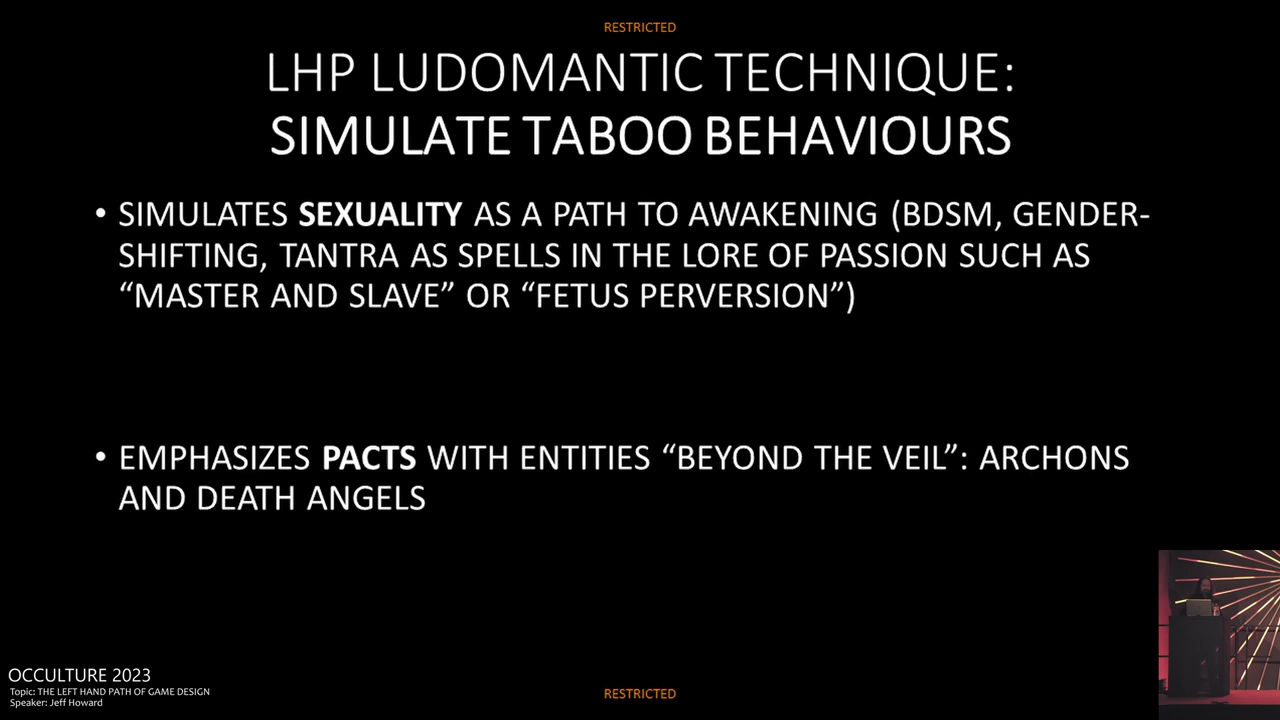 RESTRICTED
LHP LUDOMANTIC TECHNIQUE:
SIMULATE TABOO BEHAVIOURS
• SIMULATES SEXUALITY AS A PATH TO AWAKENING (BDSM, GENDER-
SHIFTING, TANTRA AS SPELLS IN THE LORE OF PASSION SUCH AS
“MASTER AND SLAVE” OR “FETUS PERVERSION”)
• EMPHASIZES PACTS WITH ENTITIES “BEYOND THE VEIL”: ARCHONS
AND DEATH ANGELS
OCCULTURE 2023
Topic: THE LEFT HAND PATH OF GAME DESIGN
Speaker: Jeff Howard
RESTRICTED